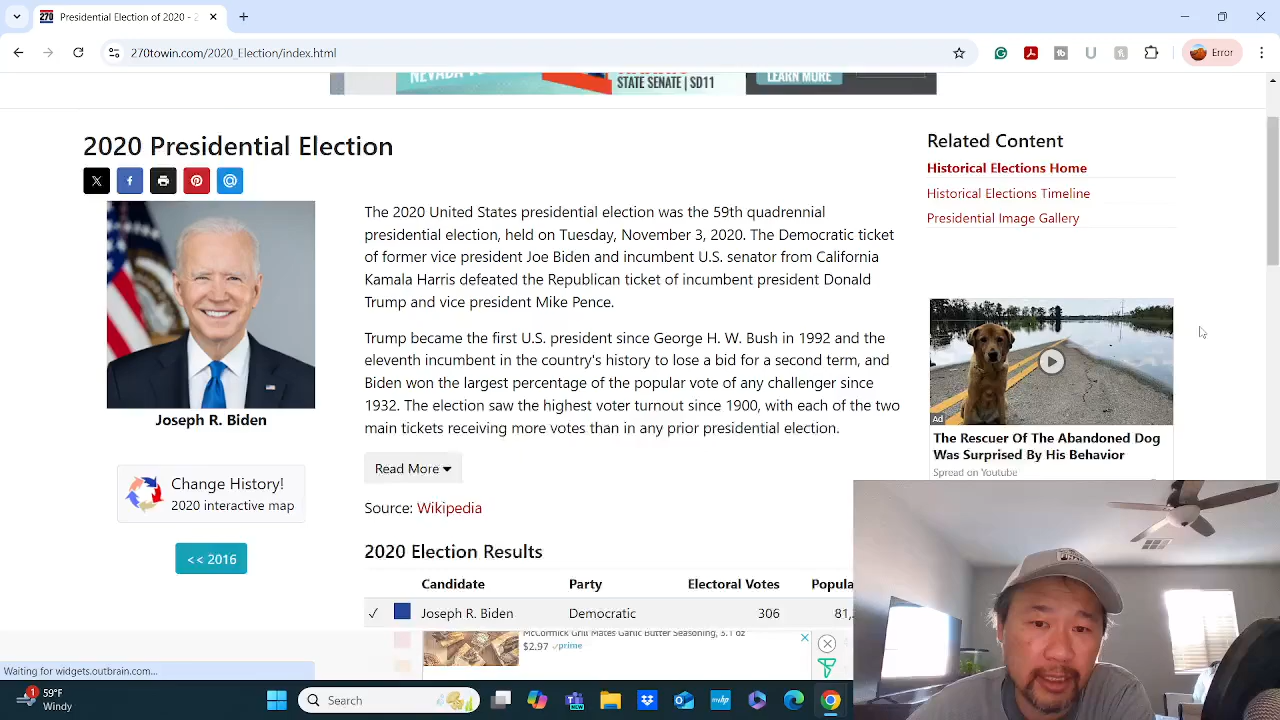 Presidential Election of 2020 - 2
270towin.com/2020_Election/index.html
Error
STATE SENATE | SD11
LEARN MORE
2020 Presidential Election
Joseph R. Biden
Change History!
2020 interactive map
<< 2016
The 2020 United States presidential election was the 59th quadrennial
presidential election, held on Tuesday, November 3, 2020. The Democratic ticket
of former vice president Joe Biden and incumbent U.S. senator from California
Kamala Harris defeated the Republican ticket of incumbent president Donald
Trump and vice president Mike Pence.
Trump became the first U.S. president since George H. W. Bush in 1992 and the
eleventh incumbent in the country's history to lose a bid for a second term, and
Biden won the largest percentage of the popular vote of any challenger since
1932. The election saw the highest voter turnout since 1900, with each of the two
main tickets receiving more votes than in any prior presidential election.
Read More
Source: Wikipedia
2020 Election Results
Candidate Party Electoral Votes Popula
Joseph R. Biden Democratic 306 81,
Related Content
Historical Elections Home
Historical Elections Timeline
Presidential Image Gallery
Ad
The Rescuer Of The Abandoned Dog
Was Surprised By His Behavior
Spread on Youtube
McCormick Grill Mates Garlic Butter Seasoning, 3.1 oz
$2.97 prime
Waiting for widgets.outbrain.com...
1
59°F
Windy
Search